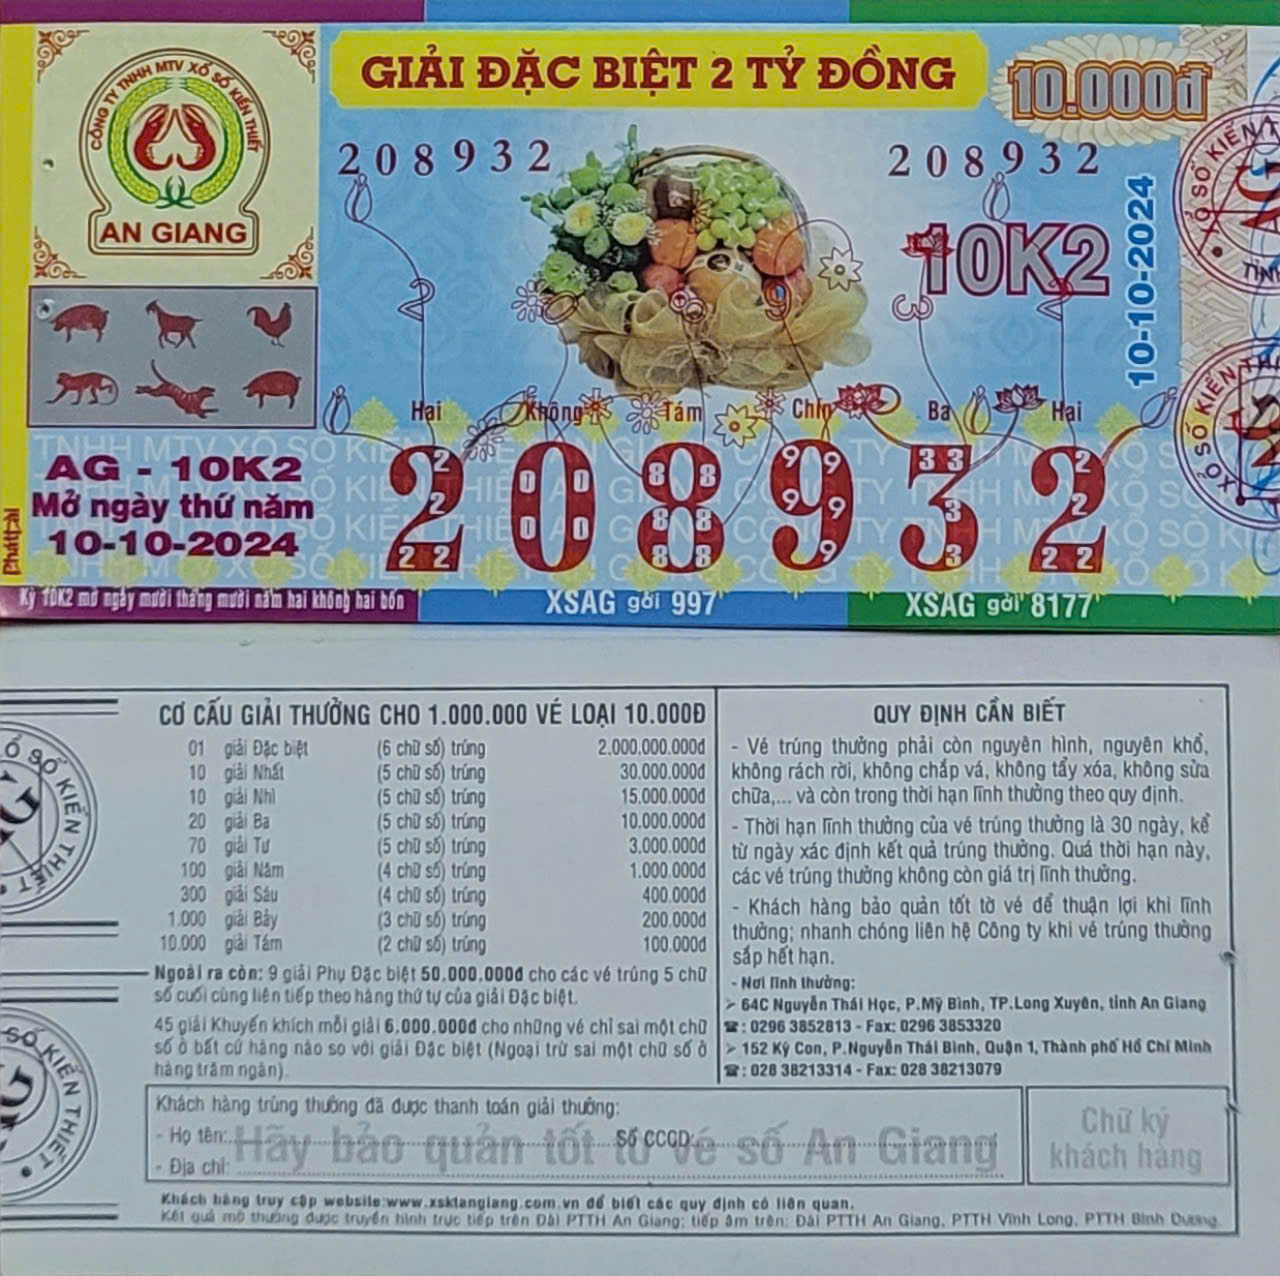 GIẢI ĐẶC BIỆT 2 TỶ ĐỒNG
10.000đ
CÔNG TY TNHH MTV XỔ SỐ KIẾN THIẾT
AN GIANG
208932
208932
10K2
10-10-2024
2 0 8 9 3 2
Hai Không Tám Chín Ba Hai
208932
AG - 10K2
Mở ngày thứ năm
10-10-2024
Phát tài
Kỳ 10K2 mở ngày mười tháng mười năm hai không hai bốn
XSAG gởi 997
XSAG gởi 8177
CƠ CẤU GIẢI THƯỞNG CHO 1.000.000 VÉ LOẠI 10.000Đ
01 giải Đặc biệt (6 chữ số) trúng 2.000.000.000đ
10 giải Nhất (5 chữ số) trúng 30.000.000đ
10 giải Nhì (5 chữ số) trúng 15.000.000đ
20 giải Ba (5 chữ số) trúng 10.000.000đ
70 giải Tư (5 chữ số) trúng 3.000.000đ
100 giải Năm (4 chữ số) trúng 1.000.000đ
300 giải Sáu (4 chữ số) trúng 400.000đ
1.000 giải Bảy (3 chữ số) trúng 200.000đ
10.000 giải Tám (2 chữ số) trúng 100.000đ
Ngoài ra còn: 9 giải Phụ Đặc biệt 50.000.000đ cho các vé trúng 5 chữ
số cuối cùng liên tiếp theo hàng thứ tự của giải Đặc biệt.
45 giải Khuyến khích mỗi giải 6.000.000đ cho những vé chỉ sai một chữ
số ở bất cứ hàng nào so với giải Đặc biệt (Ngoại trừ sai một chữ số ở
hàng trăm ngàn).
QUY ĐỊNH CẦN BIẾT
- Vé trúng thưởng phải còn nguyên hình, nguyên khổ,
không rách rời, không chắp vá, không tẩy xóa, không sửa
chữa,... và còn trong thời hạn lĩnh thưởng theo quy định.
- Thời hạn lĩnh thưởng của vé trúng thưởng là 30 ngày, kể
từ ngày xác định kết quả trúng thưởng. Quá thời hạn này,
các vé trúng thưởng không còn giá trị lĩnh thưởng.
- Khách hàng bảo quản tốt tờ vé để thuận lợi khi lĩnh
thưởng; nhanh chóng liên hệ Công ty khi vé trúng thưởng
sắp hết hạn.
- Nơi lĩnh thưởng:
➢ 64C Nguyễn Thái Học, P.Mỹ Bình, TP.Long Xuyên, tỉnh An Giang
☎: 0296 3852813 - Fax: 0296 3853320
➢ 152 Ký Con, P.Nguyễn Thái Bình, Quận 1, Thành phố Hồ Chí Minh
☎: 028 38213314 - Fax: 028 38213079
Khách hàng trúng thưởng đã được thanh toán giải thưởng:
- Họ tên: Số CCCD:
Hãy bảo quản tốt tờ vé số An Giang
- Địa chỉ:
Chữ ký
khách hàng
Khách hàng truy cập website:www.xsktangiang.com.vn để biết các quy định có liên quan.
Kết quả mở thưởng được truyền hình trực tiếp trên Đài PTTH An Giang; tiếp âm trên: Đài PTTH An Giang, PTTH Vĩnh Long, PTTH Bình Dương.